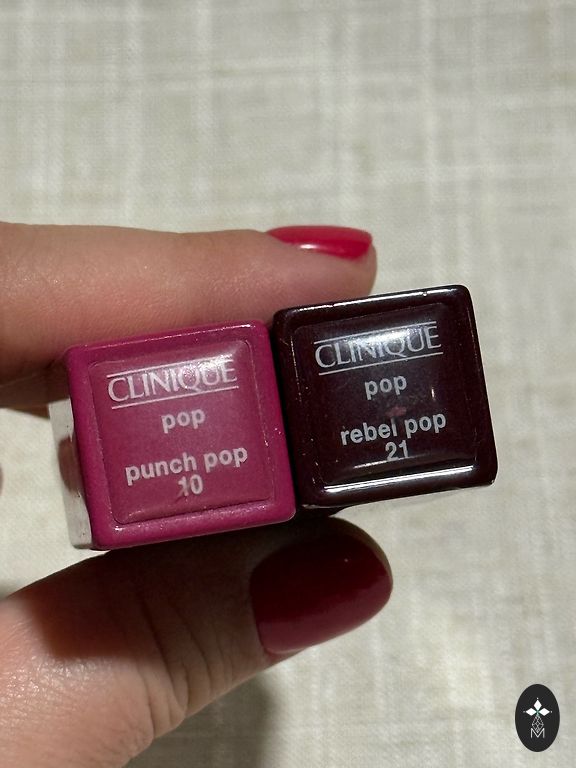 CLINIQUE
pop
punch pop
10
CLINIQUE
pop
rebel pop
21
M